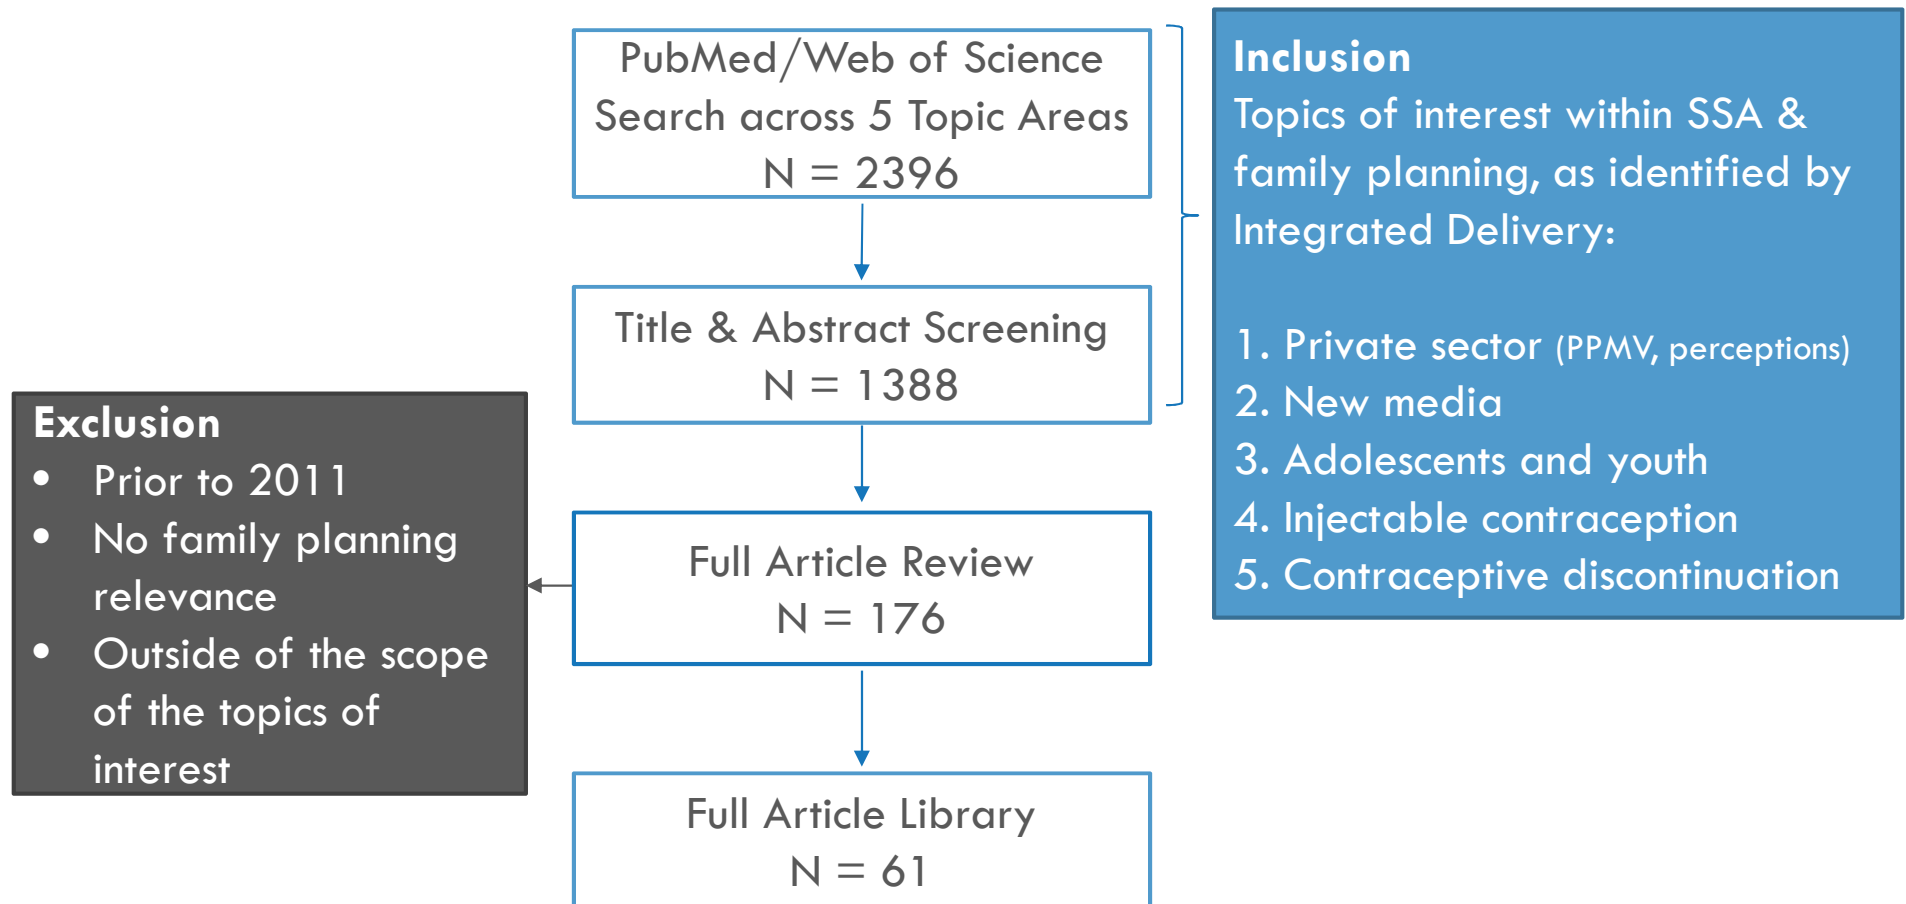 PubMed/Web of Science
Search across 5 Topic Areas
N = 2396
Title & Abstract Screening
N = 1388
Full Article Review
N = 176
Full Article Library
N = 61
Inclusion
Topics of interest within SSA &
family planning, as identified by
Integrated Delivery:
1. Private sector (PPMV, perceptions)
2. New media
3. Adolescents and youth
4. Injectable contraception
5. Contraceptive discontinuation
Exclusion
• Prior to 2011
• No family planning
relevance
• Outside of the scope
of the topics of
interest